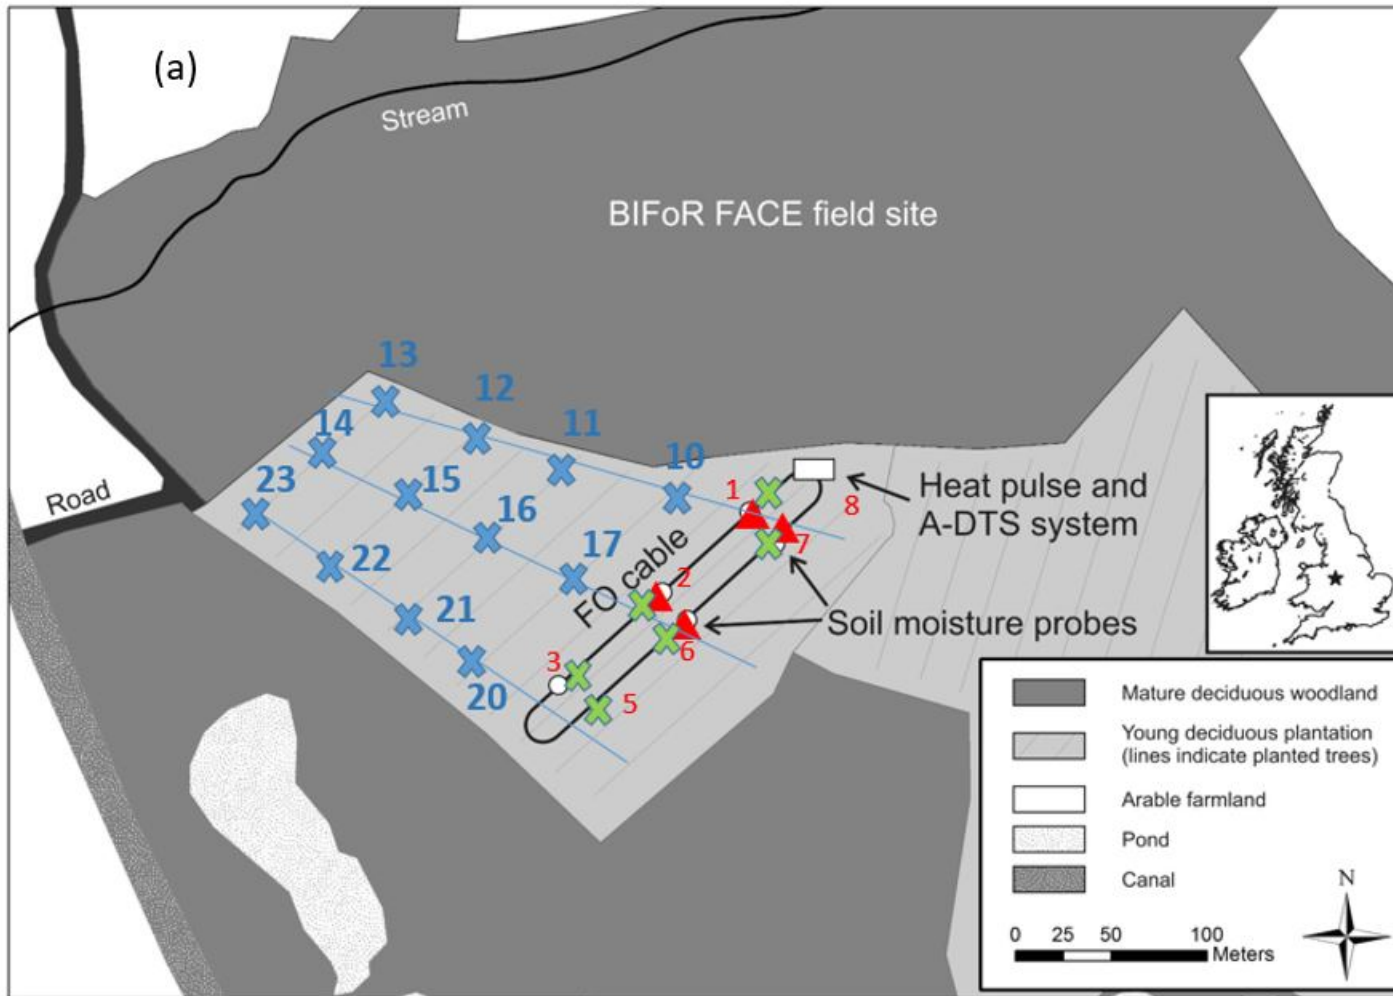 (a)
Stream
BIFoR FACE field site
13
12
14
11
10
23
15
1
8
Heat pulse and
A-DTS system
Road
16
7
22
17
FO cable
2
21
Soil moisture probes
6
3
20
5
Mature deciduous woodland
Young deciduous plantation
(lines indicate planted trees)
Arable farmland
Pond
Canal
N
0 25 50 100
Meters